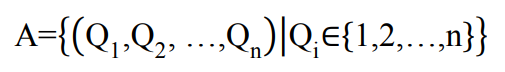 A={(Q₁,Q₂, …,Qₙ)|Qᵢ∈{1,2,…,n}}